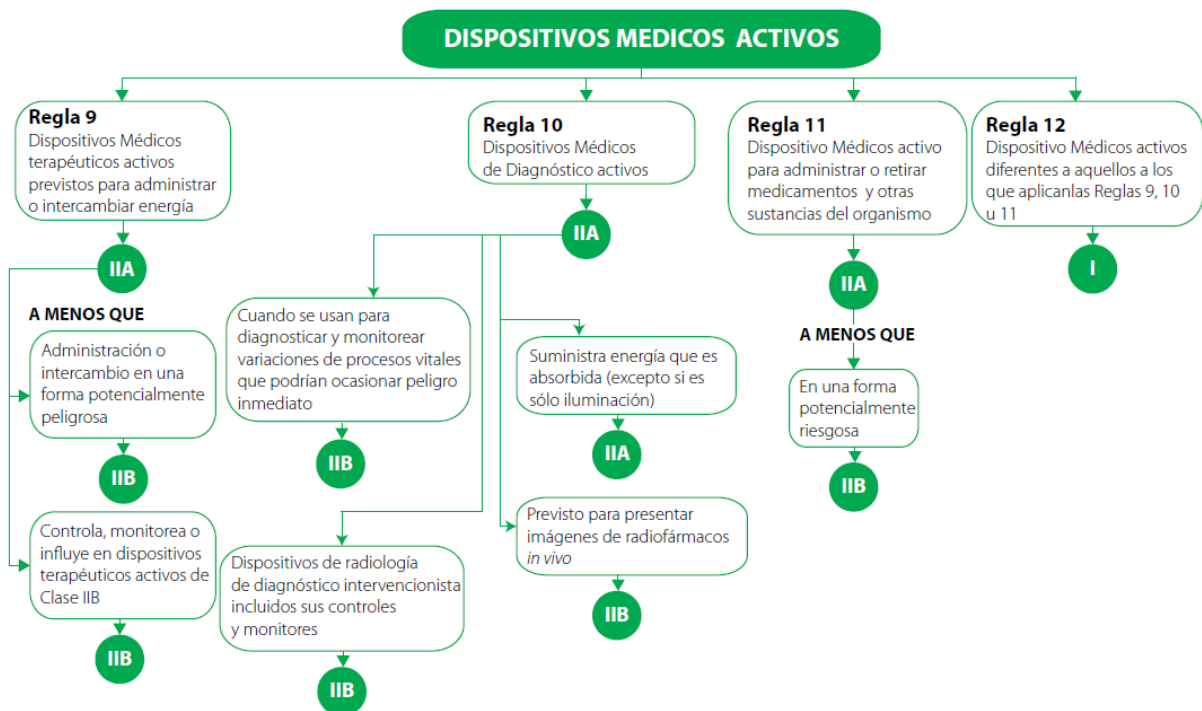 DISPOSITIVOS MEDICOS ACTIVOS
Regla 9
Dispositivos Médicos
terapéuticos activos
previstos para administrar
o intercambiar energía
IIA
A MENOS QUE
Administración o
intercambio en una
forma potencialmente
peligrosa
IIB
Controla, monitorea o
influye en dispositivos
terapéuticos activos de
Clase IIB
IIB
Regla 10
Dispositivos Médicos
de Diagnóstico activos
IIA
Cuando se usan para
diagnosticar y monitorear
variaciones de procesos vitales
que podrían ocasionar peligro
inmediato
IIB
Suministra energía que es
absorbida (excepto si es
sólo iluminación)
IIA
Dispositivos de radiología
de diagnóstico intervencionista
incluidos sus controles
y monitores
IIB
Previsto para presentar
imágenes de radiofármacos
in vivo
IIB
Regla 11
Dispositivo Médicos activo
para administrar o retirar
medicamentos y otras
sustancias del organismo
IIA
A MENOS QUE
En una forma
potencialmente
riesgosa
IIB
Regla 12
Dispositivo Médicos activos
diferentes a aquellos a los
que aplicanlas Reglas 9, 10
u 11
I